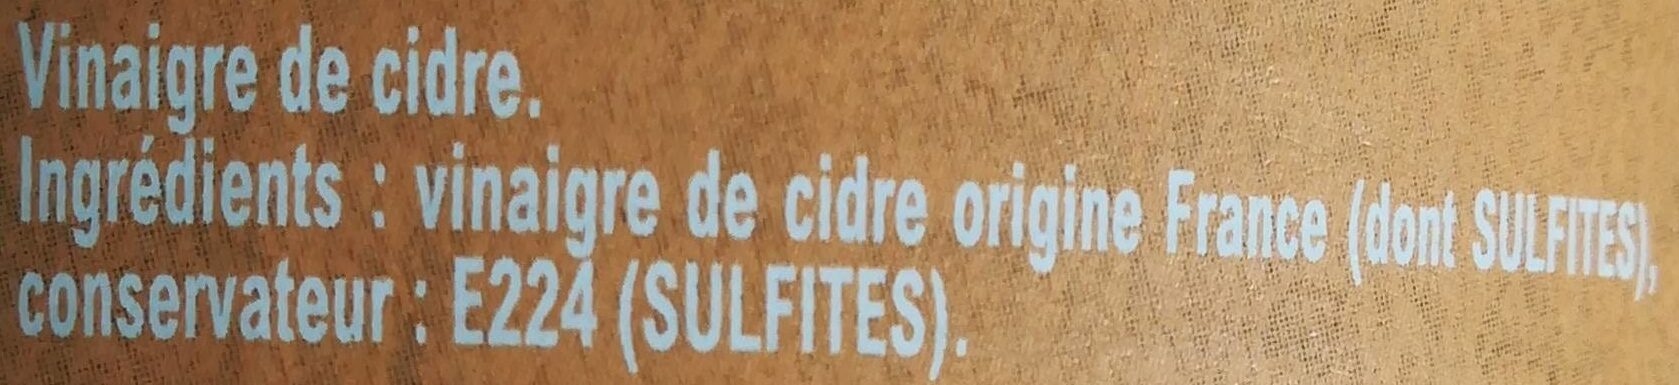 Vinaigre de cidre.
Ingrédients : vinaigre de cidre origine France (dont SULFITES),
conservateur : E224 (SULFITES).